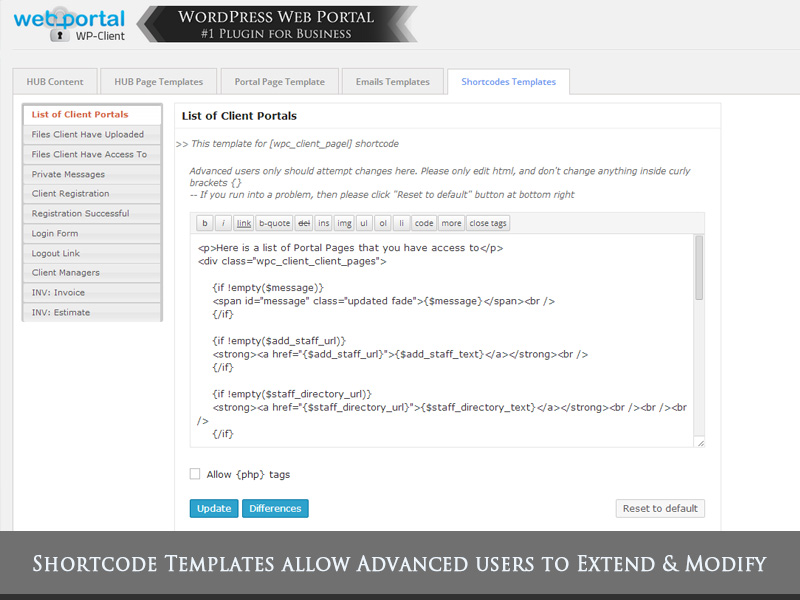 web portal
WP-Client
WordPress Web Portal
#1 Plugin for Business
HUB Content
HUB Page Templates
Portal Page Template
Emails Templates
Shortcodes Templates
List of Client Portals
Files Client Have Uploaded
Files Client Have Access To
Private Messages
Client Registration
Registration Successful
Login Form
Logout Link
Client Managers
INV: Invoice
INV: Estimate
List of Client Portals
>> This template for [wpc_client_pagel] shortcode
Advanced users only should attempt changes here. Please only edit html, and don't change anything inside curly
brackets {}
-- If you run into a problem, then please click "Reset to default" button at bottom right
b i link b-quote del ins img ul ol li code more close tags
<p>Here is a list of Portal Pages that you have access to</p>
<div class="wpc_client_client_pages">
{if !empty($message)}
<span id="message" class="updated fade">{$message}</span><br />
{/if}
{if !empty($add_staff_url)}
<strong><a href="{$add_staff_url}">{$add_staff_text}</a></strong><br />
{/if}
{if !empty($staff_directory_url)}
<strong><a href="{$staff_directory_url}">{$staff_directory_text}</a></strong><br /><br /><br
/>
{/if}
Allow {php} tags
Update
Differences
Reset to default
Shortcode Templates allow Advanced users to Extend & Modify